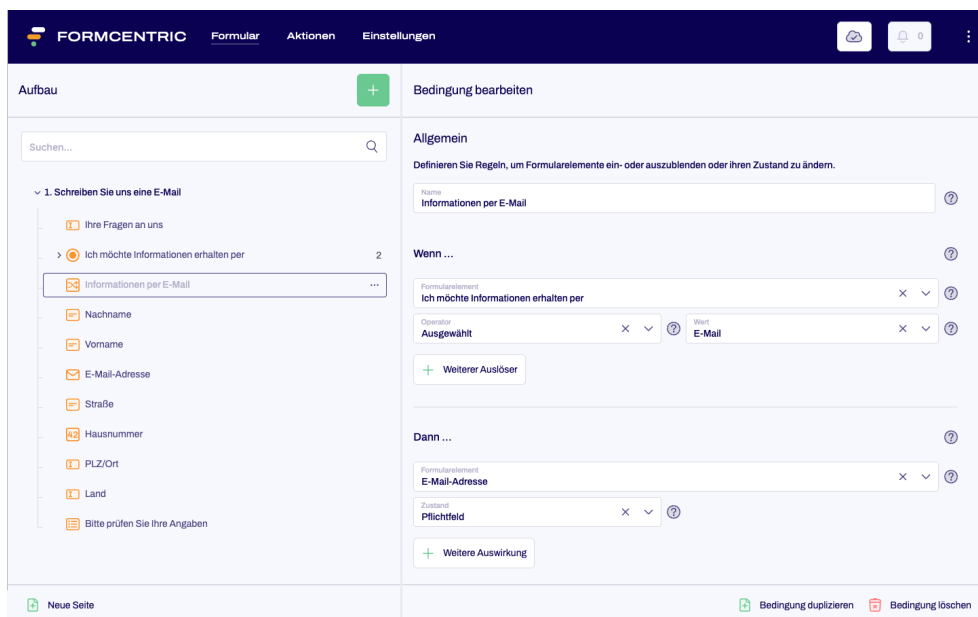 FORMCENTRIC Formular Aktionen Einstellungen 0
Aufbau
Suchen...
1. Schreiben Sie uns eine E-Mail
Ihre Fragen an uns
Ich möchte Informationen erhalten per 2
Informationen per E-Mail ...
Nachname
Vorname
E-Mail-Adresse
Straße
42 Hausnummer
PLZ/Ort
Land
Bitte prüfen Sie Ihre Angaben
Neue Seite
Bedingung bearbeiten
Allgemein
Definieren Sie Regeln, um Formularelemente ein- oder auszublenden oder ihren Zustand zu ändern.
Name
Informationen per E-Mail
Wenn ...
Formularelement
Ich möchte Informationen erhalten per
Operator
Ausgewählt
Wert
E-Mail
Weiterer Auslöser
Dann ...
Formularelement
E-Mail-Adresse
Zustand
Pflichtfeld
Weitere Auswirkung
Bedingung duplizieren Bedingung löschen